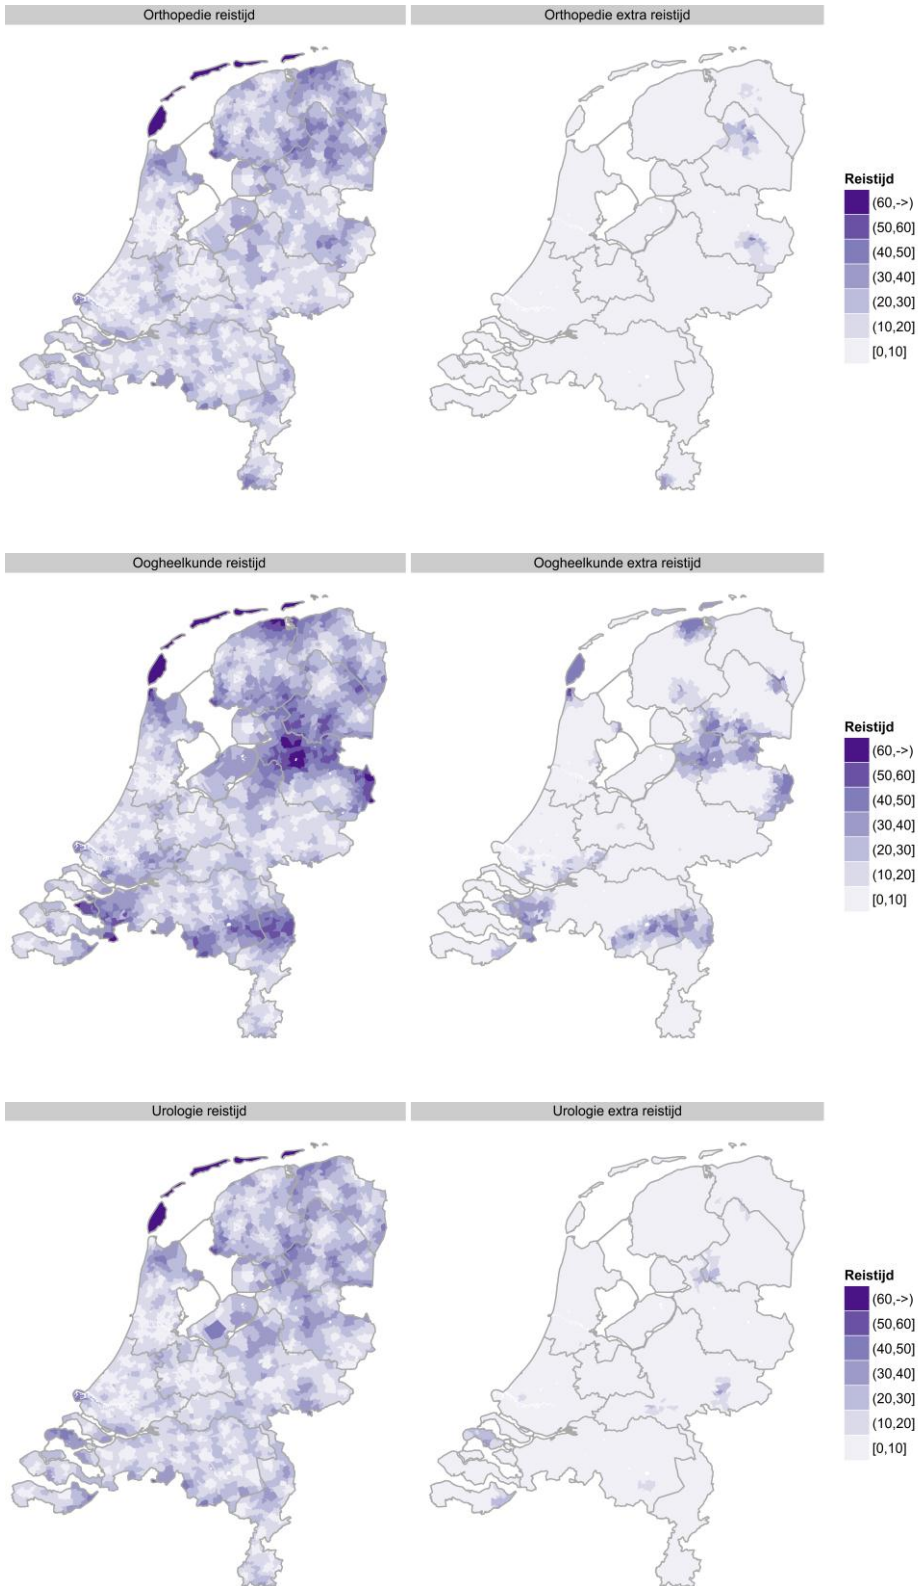 Orthopedie reistijd
Orthopedie extra reistijd
Reistijd
(60,->)
(50,60]
(40,50]
(30,40]
(20,30]
(10,20]
[0,10]
Oogheelkunde reistijd
Oogheelkunde extra reistijd
Reistijd
(60,->)
(50,60]
(40,50]
(30,40]
(20,30]
(10,20]
[0,10]
Urologie reistijd
Urologie extra reistijd
Reistijd
(60,->)
(50,60]
(40,50]
(30,40]
(20,30]
(10,20]
[0,10]